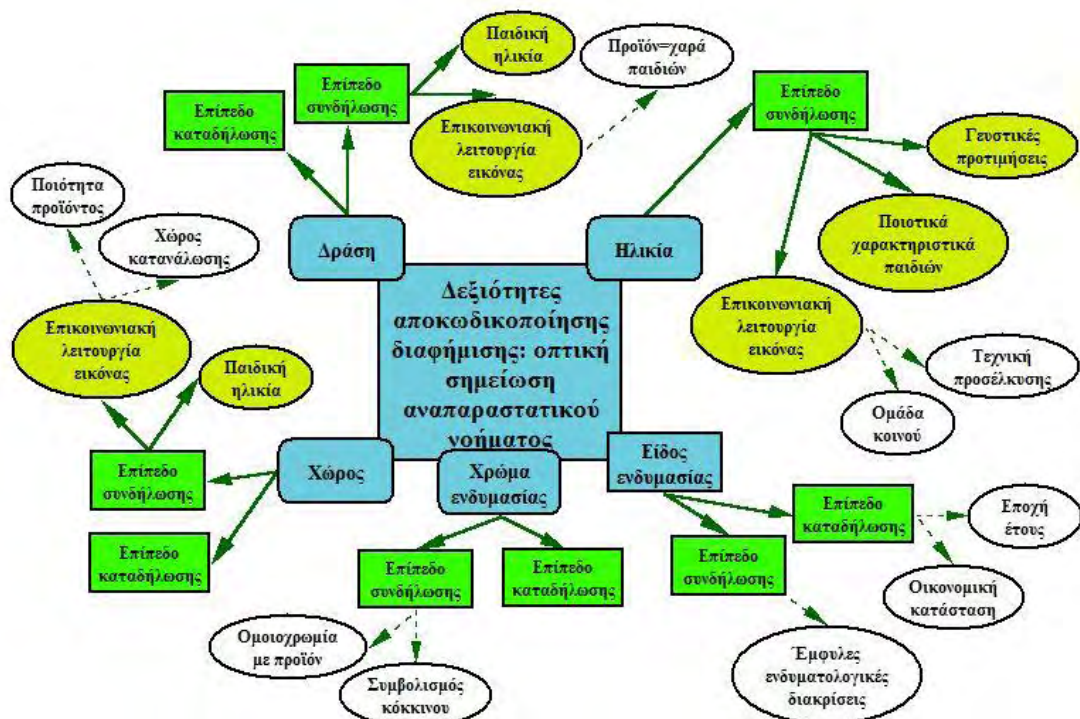 Παιδική
ηλικία
Προϊόν=χαρά
παιδιών
Επίπεδο
συνδήλωσης
Επίπεδο
καταδήλωσης
Επικοινωνιακή
λειτουργία
εικόνας
Επίπεδο
συνδήλωσης
Γευστικές
προτιμήσεις
Ποιότητα
προϊόντος
Χώρος
κατανάλωσης
Δράση
Ηλικία
Ποιοτικά
χαρακτηριστικά
παιδιών
Δεξιότητες
αποκωδικοποίησης
διαφήμισης: οπτική
σημείωση
αναπαραστατικού
νοήματος
Επικοινωνιακή
λειτουργία
εικόνας
Παιδική
ηλικία
Επικοινωνιακή
λειτουργία
εικόνας
Τεχνική
προσέλκυσης
Ομάδα
κοινού
Επίπεδο
συνδήλωσης
Χώρος
Χρώμα
ενδυμασίας
Είδος
ενδυμασίας
Επίπεδο
καταδήλωσης
Εποχή
έτους
Επίπεδο
καταδήλωσης
Επίπεδο
συνδήλωσης
Επίπεδο
καταδήλωσης
Επίπεδο
συνδήλωσης
Οικονομική
κατάσταση
Ομοιοχρωμία
με προϊόν
Συμβολισμός
κόκκινου
Έμφυλες
ενδυματολογικές
διακρίσεις